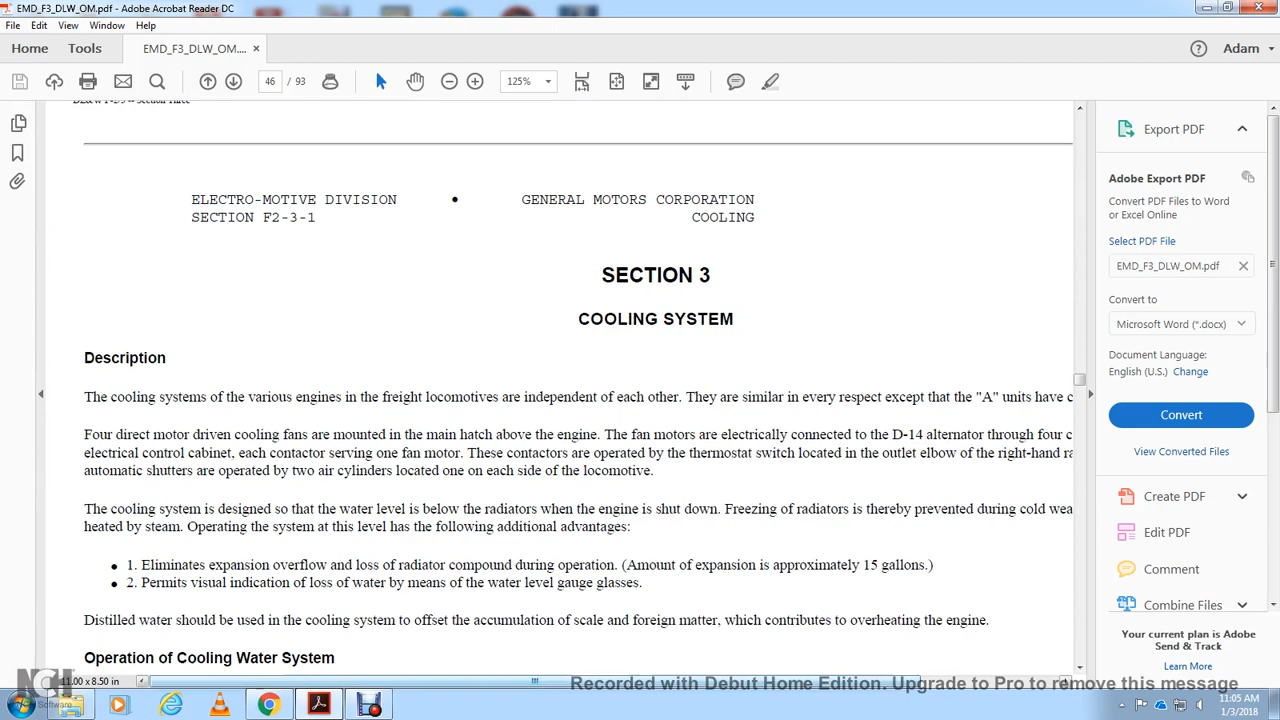 EMD_F3_DLW_OM.pdf - Adobe Acrobat Reader DC
File Edit View Window Help
Home Tools EMD_F3_DLW_OM.... × Adam
46 / 93 125%
Section Three
ELECTRO-MOTIVE DIVISION • GENERAL MOTORS CORPORATION
SECTION F2-3-1 COOLING
SECTION 3
COOLING SYSTEM
Description
The cooling systems of the various engines in the freight locomotives are independent of each other. They are similar in every respect except that the "A" units have c
Four direct motor driven cooling fans are mounted in the main hatch above the engine. The fan motors are electrically connected to the D-14 alternator through four c
electrical control cabinet, each contactor serving one fan motor. These contactors are operated by the thermostat switch located in the outlet elbow of the right-hand ra
automatic shutters are operated by two air cylinders located one on each side of the locomotive.
The cooling system is designed so that the water level is below the radiators when the engine is shut down. Freezing of radiators is thereby prevented during cold wea
heated by steam. Operating the system at this level has the following additional advantages:
• 1. Eliminates expansion overflow and loss of radiator compound during operation. (Amount of expansion is approximately 15 gallons.)
• 2. Permits visual indication of loss of water by means of the water level gauge glasses.
Distilled water should be used in the cooling system to offset the accumulation of scale and foreign matter, which contributes to overheating the engine.
Operation of Cooling Water System
11.00 x 8.50 in
Export PDF
Adobe Export PDF
Convert PDF Files to Word
or Excel Online
Select PDF File
EMD_F3_DLW_OM.pdf
Convert to
Microsoft Word (*.docx)
Document Language:
English (U.S.) Change
Convert
View Converted Files
Create PDF
Edit PDF
Comment
Combine Files
Your current plan is Adobe
Send & Track
Learn More
Recorded with Debut Home Edition. Upgrade to Pro to remove this message
NCH Software
11:05 AM
1/3/2018